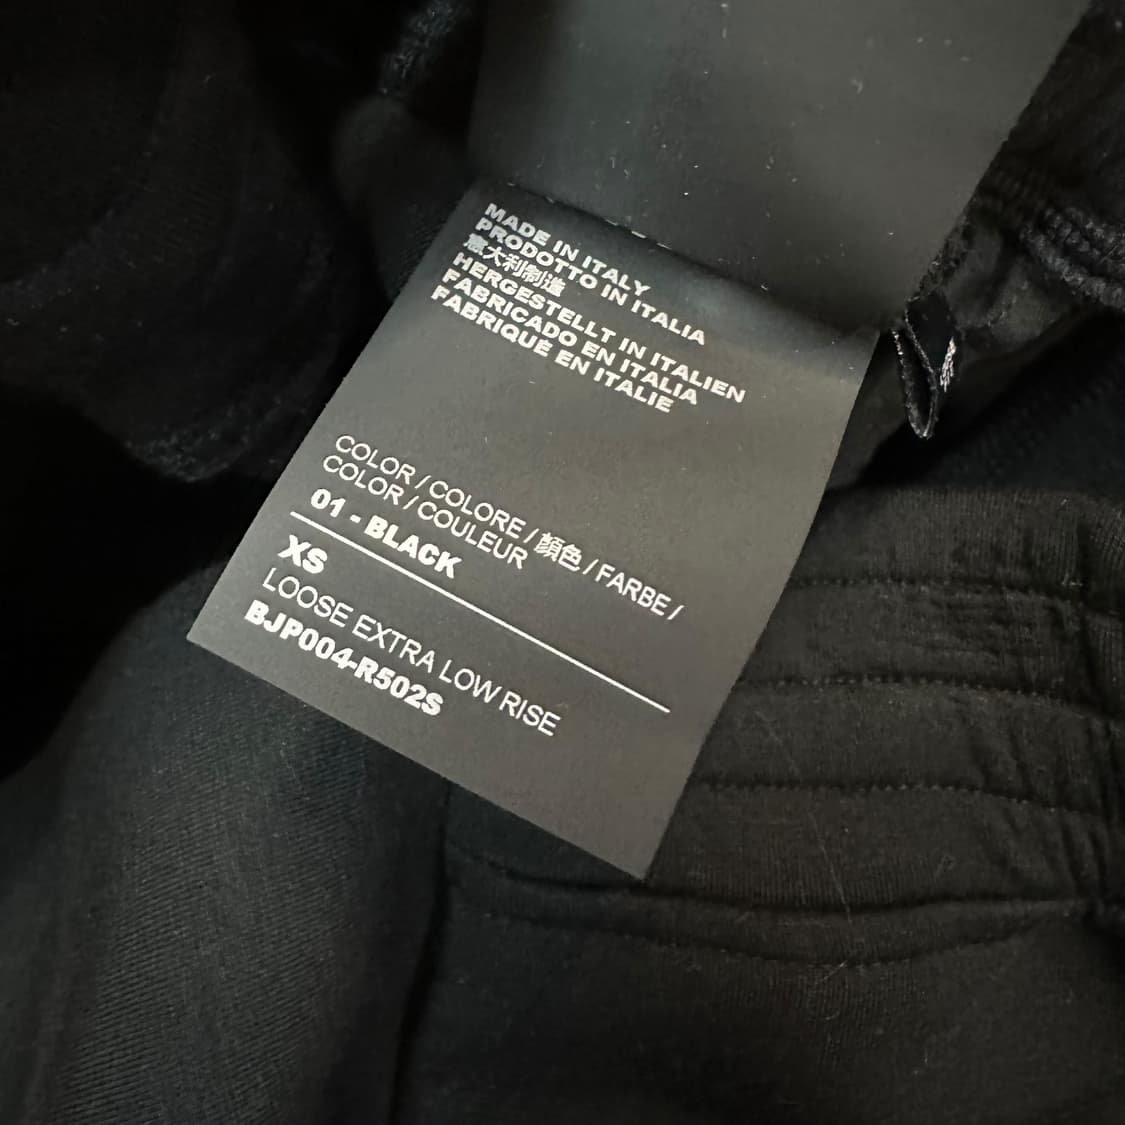 MADE IN ITALY
PRODOTTO IN ITALIA
意大利制造
HERGESTELLT IN ITALIEN
FABRICADO EN ITALIA
FABRIQUÉ EN ITALIE
COLOR / COLORE / 顏色 / FARBE /
COLOR / COULEUR
01 - BLACK
XS
LOOSE EXTRA LOW RISE
BJP004-R502S